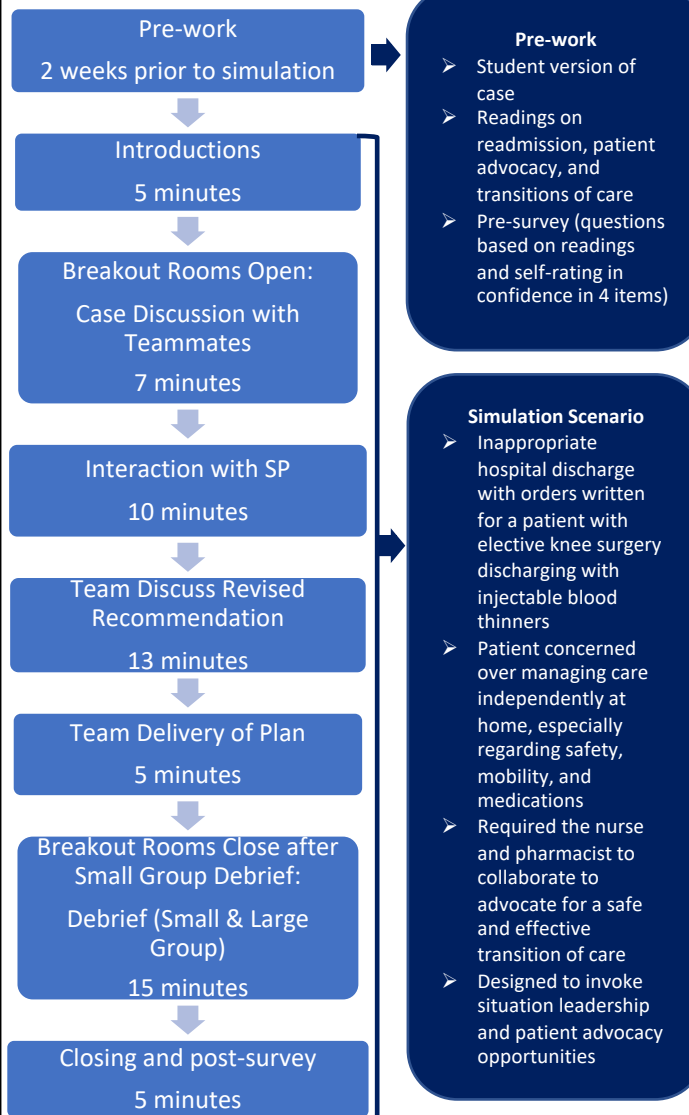 Pre-work
2 weeks prior to simulation
Introductions
5 minutes
Breakout Rooms Open:
Case Discussion with
Teammates
7 minutes
Interaction with SP
10 minutes
Team Discuss Revised
Recommendation
13 minutes
Team Delivery of Plan
5 minutes
Breakout Rooms Close after
Small Group Debrief:
Debrief (Small & Large
Group)
15 minutes
Closing and post-survey
5 minutes
Pre-work
➢ Student version of
case
➢ Readings on
readmission, patient
advocacy, and
transitions of care
➢ Pre-survey (questions
based on readings
and self-rating in
confidence in 4 items)
Simulation Scenario
➢ Inappropriate
hospital discharge
with orders written
for a patient with
elective knee surgery
discharging with
injectable blood
thinners
➢ Patient concerned
over managing care
independently at
home, especially
regarding safety,
mobility, and
medications
➢ Required the nurse
and pharmacist to
collaborate to
advocate for a safe
and effective
transition of care
➢ Designed to invoke
situation leadership
and patient advocacy
opportunities